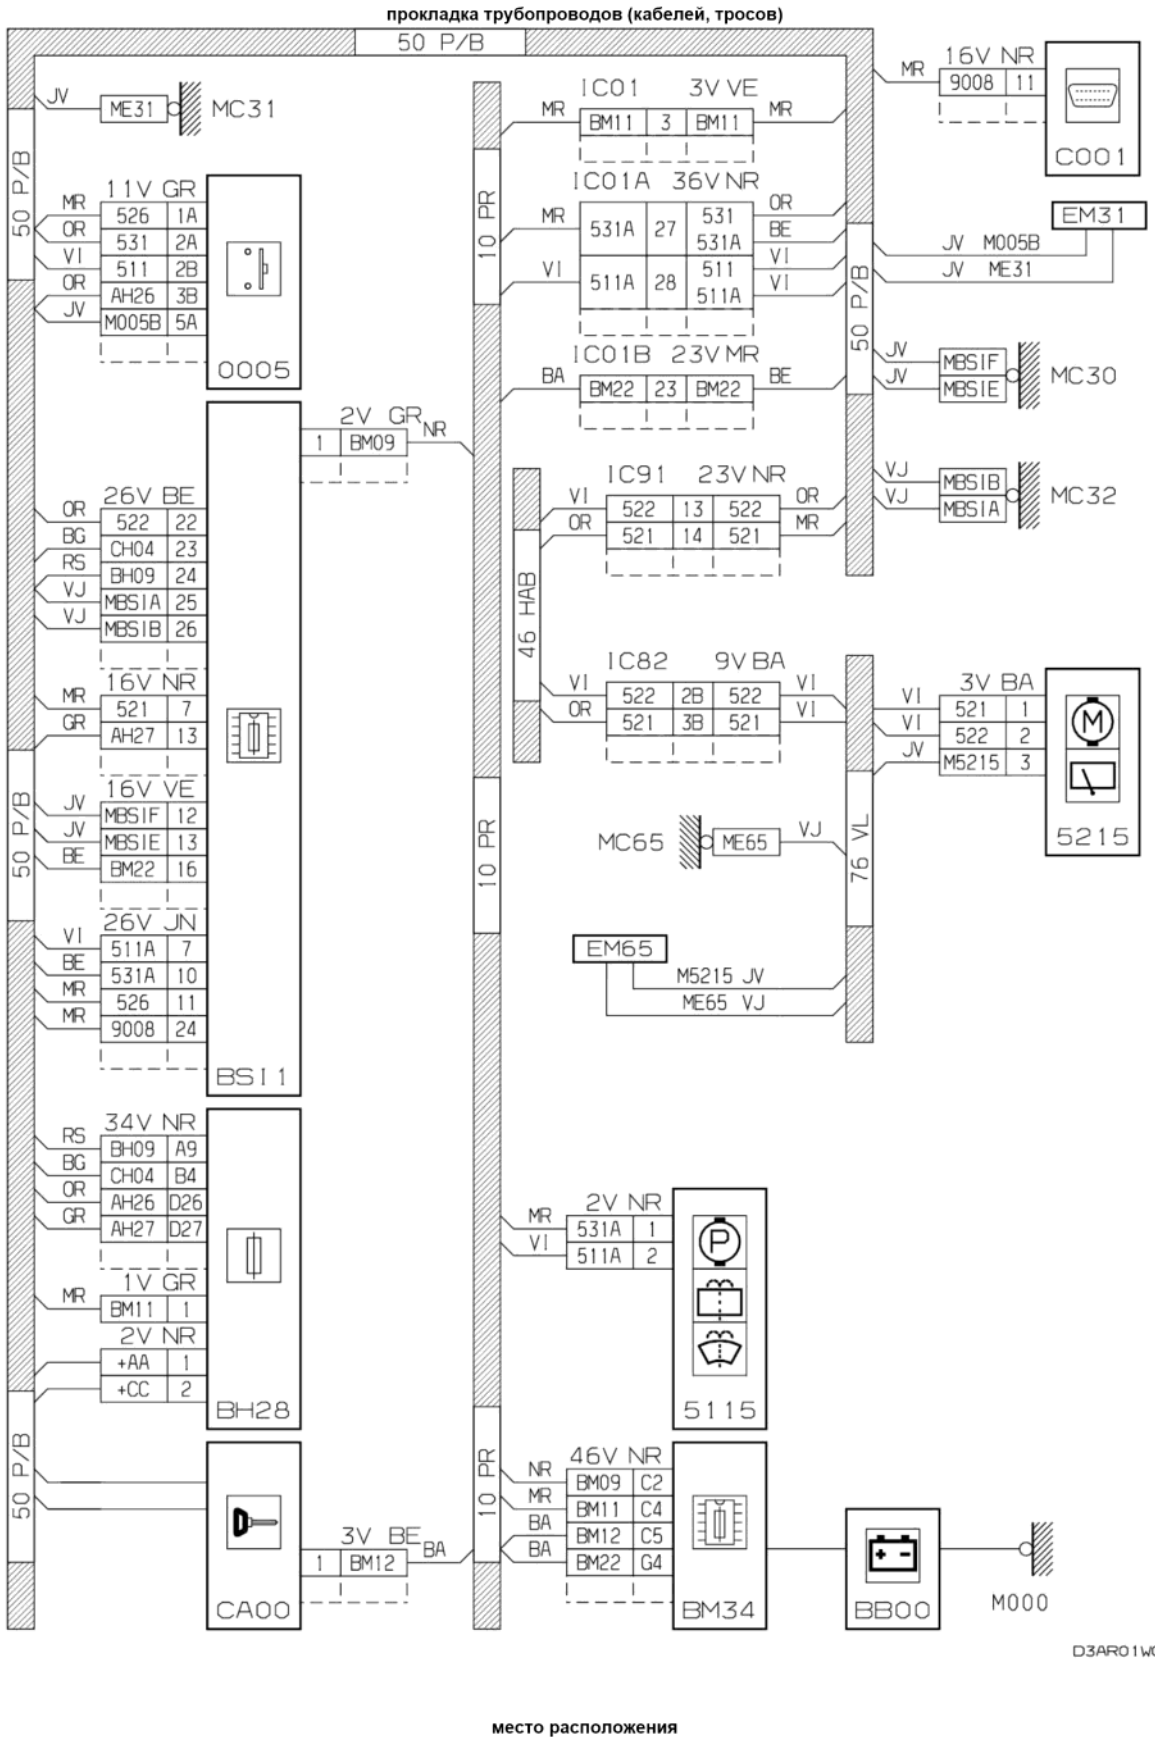 прокладка трубопроводов (кабелей, тросов)
50 P/B
JV ME31 MC31
50 P/B
11V GR
MR 526 1A
OR 531 2A
VI 511 2B
OR AH26 3B
JV M005B 5A
0005
2V GR
1 BM09 NR
26V BE
OR 522 22
BG CH04 23
RS BH09 24
VJ MBSIA 25
VJ MBSIB 26
16V NR
MR 521 7
GR AH27 13
16V VE
JV MBSIF 12
JV MBSIE 13
BE BM22 16
50 P/B
26V JN
VI 511A 7
BE 531A 10
MR 526 11
MR 9008 24
BSI1
34V NR
RS BH09 A9
BG CH04 B4
OR AH26 D26
GR AH27 D27
1V GR
MR BM11 1
2V NR
+AA 1
+CC 2
BH28
50 P/B
CA00
3V BE
1 BM12 BA
10 PR
IC01 3V VE
MR BM11 3 BM11 MR
IC01A 36V NR
MR 531A 27 531 OR
531A BE
VI 511A 28 511 VI
511A VI
IC01B 23V MR
BA BM22 23 BM22 BE
IC91 23V NR
VI 522 13 522 OR
OR 521 14 521 MR
46 HAB
IC82 9V BA
VI 522 2B 522 VI
OR 521 3B 521 VI
10 PR
MC65 ME65 VJ
EM65
M5215 JV
ME65 VJ
2V NR
MR 531A 1
VI 511A 2
5115
10 PR
46V NR
NR BM09 C2
MR BM11 C4
BA BM12 C5
BA BM22 G4
BM34
16V NR
MR 9008 11
C001
EM31
JV M005B
JV ME31
50 P/B
JV MBSIF
JV MBSIE
MC30
VJ MBSIB
VJ MBSIA
MC32
3V BA
VI 521 1
VI 522 2
JV M5215 3
M
5215
76 VL
P
+ -
BB00
M000
D3AR01W
место расположения